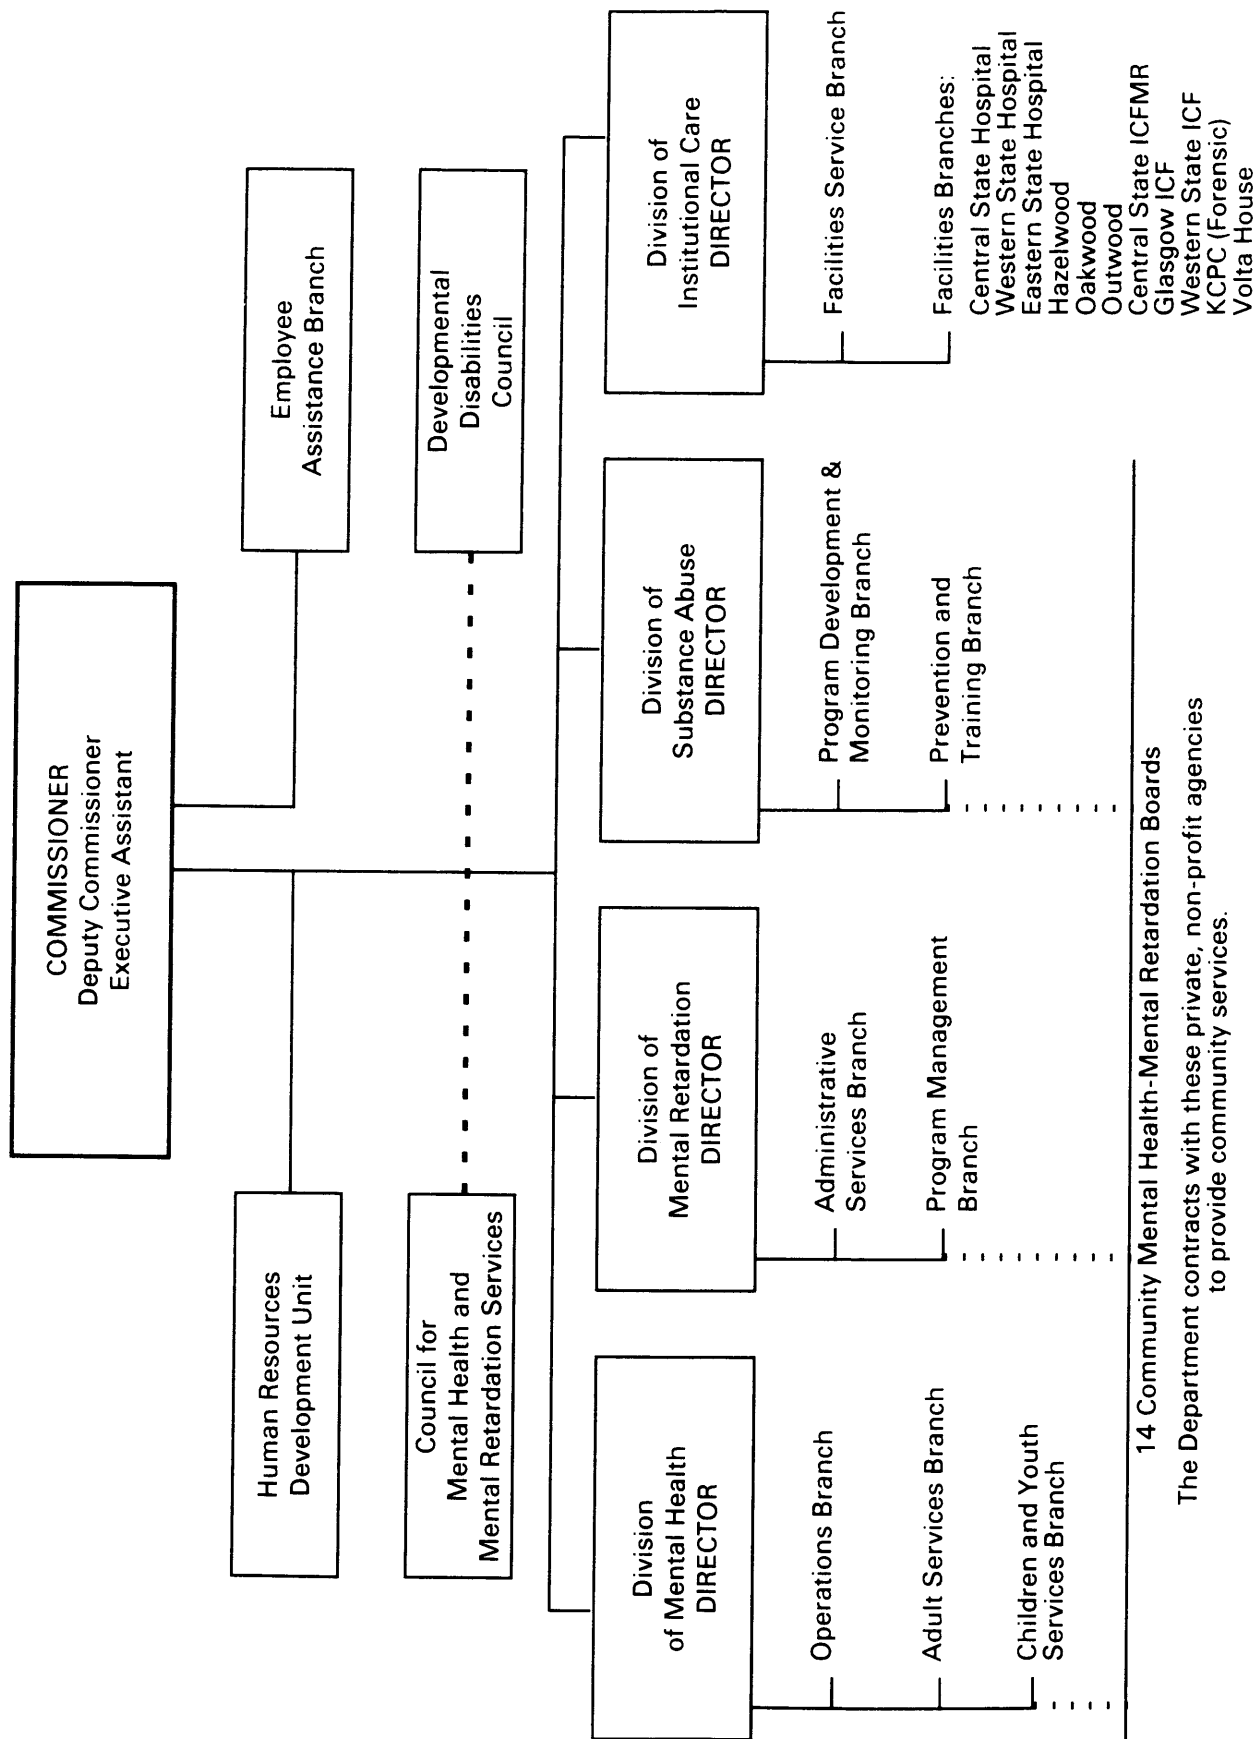 COMMISSIONER
Deputy Commissioner
Executive Assistant
Human Resources
Development Unit
Employee
Assistance Branch
Council for
Mental Health and
Mental Retardation Services
Developmental
Disabilities
Council
Division
of Mental Health
DIRECTOR
Operations Branch
Adult Services Branch
Children and Youth
Services Branch
Division of
Mental Retardation
DIRECTOR
Administrative
Services Branch
Program Management
Branch
Division of
Substance Abuse
DIRECTOR
Program Development &
Monitoring Branch
Prevention and
Training Branch
Division of
Institutional Care
DIRECTOR
Facilities Service Branch
Facilities Branches:
Central State Hospital
Western State Hospital
Eastern State Hospital
Hazelwood
Oakwood
Outwood
Central State ICFMR
Glasgow ICF
Western State ICF
KCPC (Forensic)
Volta House
14 Community Mental Health-Mental Retardation Boards
The Department contracts with these private, non-profit agencies
to provide community services.